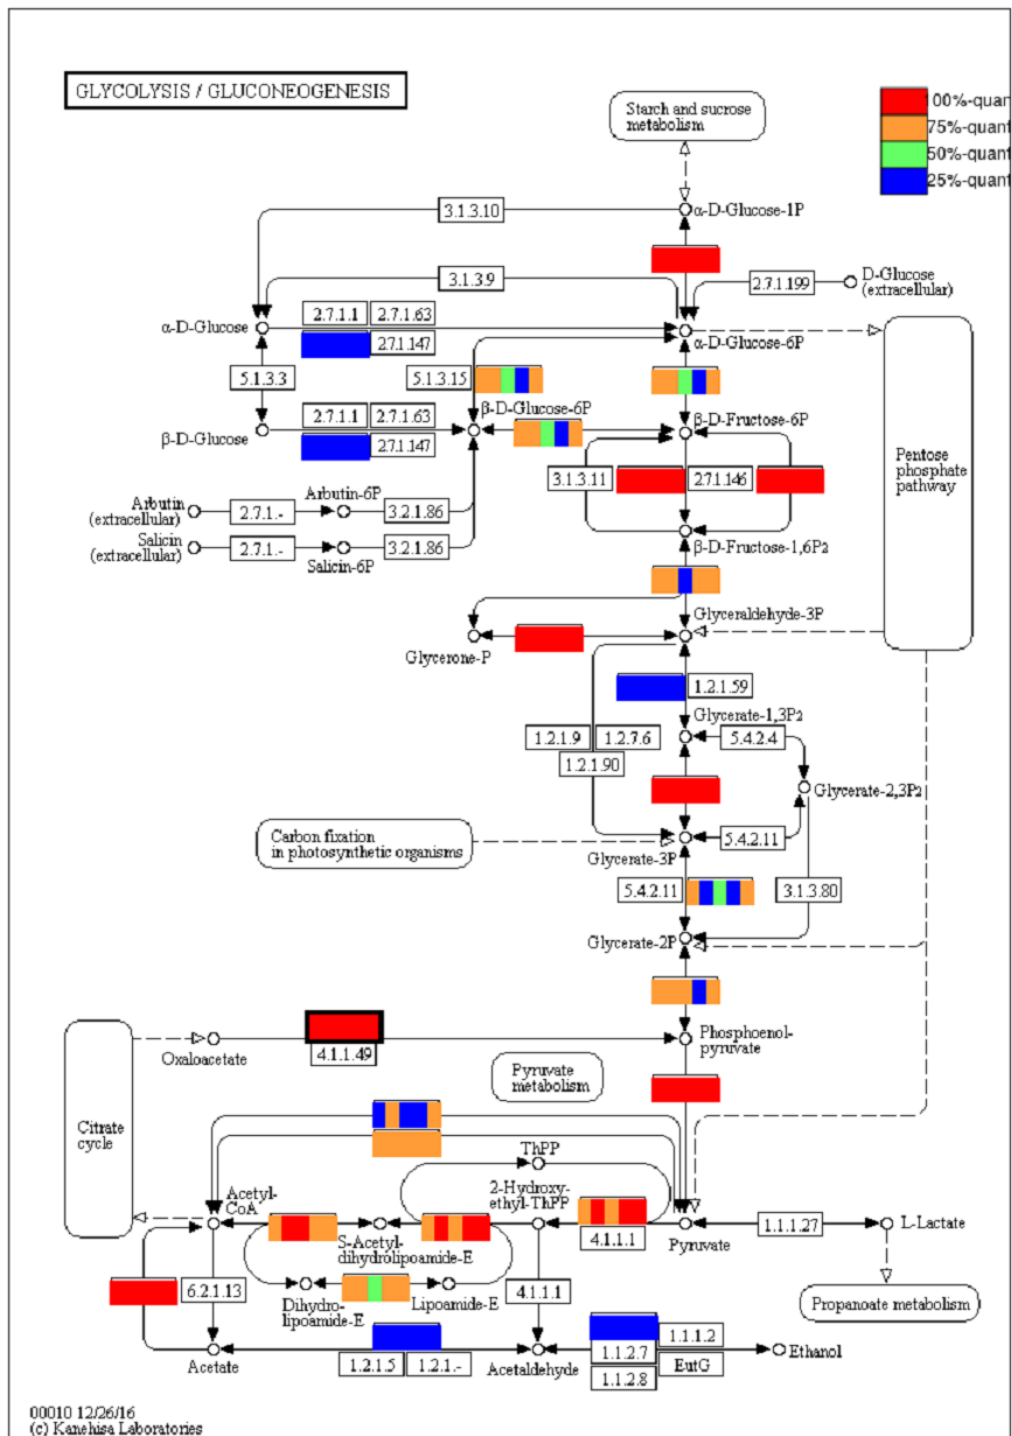 GLYCOLYSIS / GLUCONEOGENESIS
Starch and sucrose
metabolism
100%-quan
75%-quant
50%-quant
25%-quant
3.1.3.10
α-D-Glucose-1P
3.1.3.9
2.7.1.199
D-Glucose
(extracellular)
2.7.1.1
2.7.1.63
α-D-Glucose
2.7.1.147
α-D-Glucose-6P
5.1.3.3
5.1.3.15
β-D-Glucose-6P
2.7.1.1
2.7.1.63
β-D-Fructose-6P
β-D-Glucose
2.7.1.147
Pentose
phosphate
pathway
3.1.3.11
2.7.1.146
Arbutin
(extracellular)
2.7.1.-
Arbutin-6P
3.2.1.86
Salicin
(extracellular)
2.7.1.-
Salicin-6P
3.2.1.86
β-D-Fructose-1,6P2
Glyceraldehyde-3P
Glycerone-P
1.2.1.59
Glycerate-1,3P2
1.2.1.9
1.2.7.6
5.4.2.4
1.2.1.90
Glycerate-2,3P2
Carbon fixation
in photosynthetic organisms
5.4.2.11
Glycerate-3P
5.4.2.11
3.1.3.80
Glycerate-2P
Oxaloacetate
4.1.1.49
Phosphoenol-
pyruvate
Pyruvate
metabolism
Citrate
cycle
ThPP
Acetyl-
CoA
2-Hydroxy-
ethyl-ThPP
S-Acetyl-
dihydrolipoamide-E
4.1.1.1
Pyruvate
1.1.1.27
L-Lactate
6.2.1.13
Dihydro-
lipoamide-E
Lipoamide-E
4.1.1.1
Propanoate metabolism
Acetate
1.2.1.5
1.2.1.-
Acetaldehyde
1.1.1.2
1.1.2.7
EutG
1.1.2.8
Ethanol
00010 12/26/16
(c) Kanehisa Laboratories